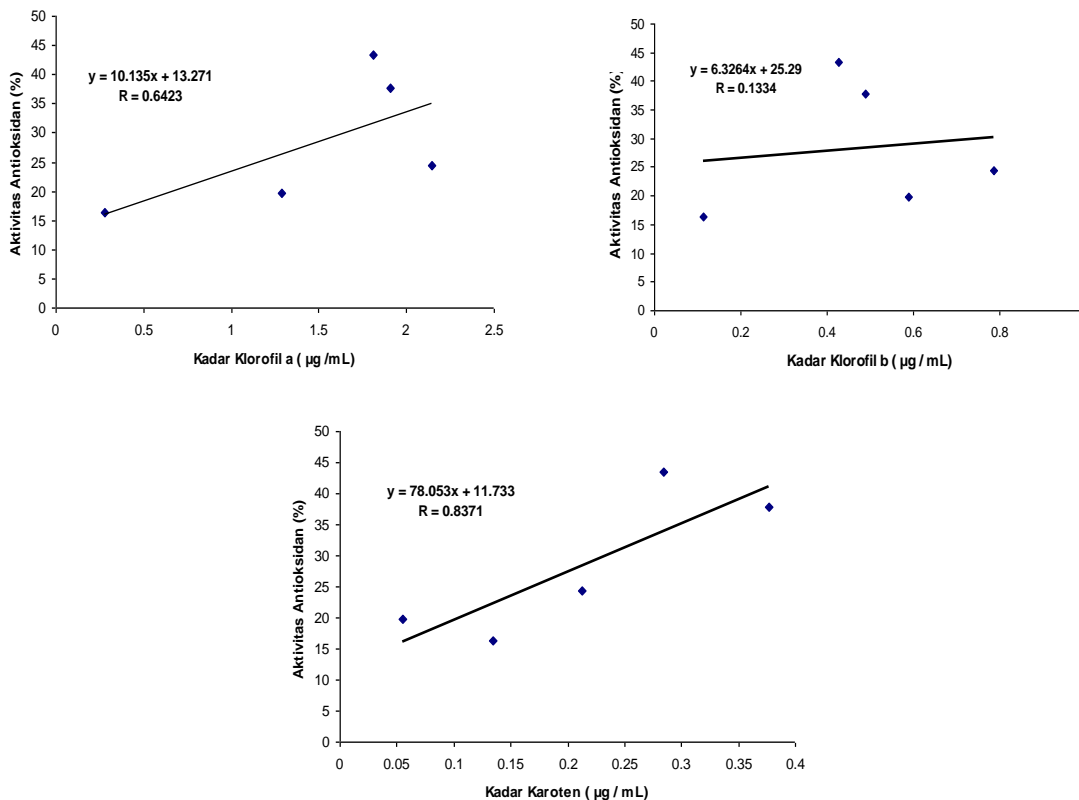 50
45
40
35
30
25
20
15
10
5
0
y = 10.135x + 13.271
R = 0.6423
Aktivitas Antioksidan (%)
0 0.5 1 1.5 2 2.5
Kadar Klorofil a ( µg /mL)
50
45
40
35
30
25
20
15
10
5
0
y = 6.3264x + 25.29
R = 0.1334
Aktivitas Antioksidan (%
0 0.2 0.4 0.6 0.8
Kadar Klorofil b ( µg / mL)
50
45
40
35
30
25
20
15
10
5
0
y = 78.053x + 11.733
R = 0.8371
Aktivitas Antioksidan (%)
0 0.05 0.1 0.15 0.2 0.25 0.3 0.35 0.4
Kadar Karoten ( µg / mL)